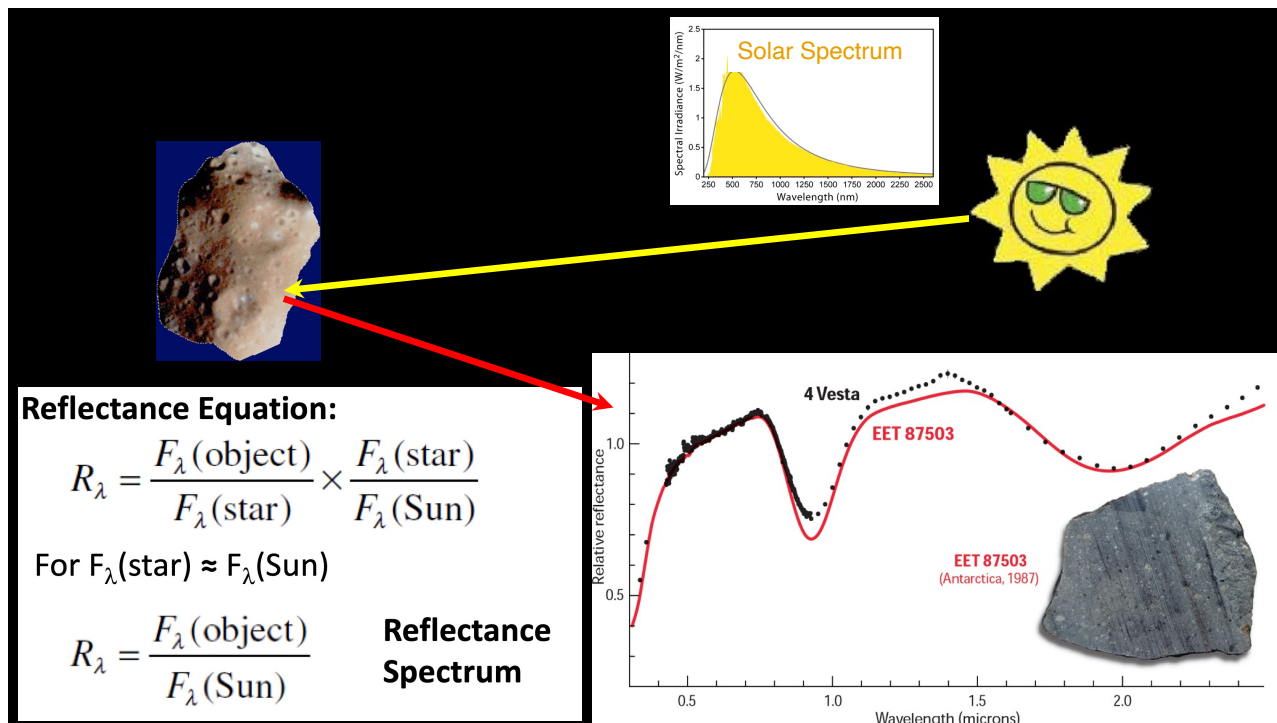 Solar Spectrum
Spectral Irradiance (W/m²/nm)
2.5
2
1.5
1
0.5
0
250 500 750 1000 1250 1500 1750 2000 2250 2500
Wavelength (nm)
Reflectance Equation:
R_λ = F_λ(object) / F_λ(star) × F_λ(star) / F_λ(Sun)
For F_λ(star) ≈ F_λ(Sun)
R_λ = F_λ(object) / F_λ(Sun)
Reflectance
Spectrum
4 Vesta
EET 87503
Relative reflectance
1.0
0.5
EET 87503
(Antarctica, 1987)
0.5 1.0 1.5 2.0
Wavelength (microns)